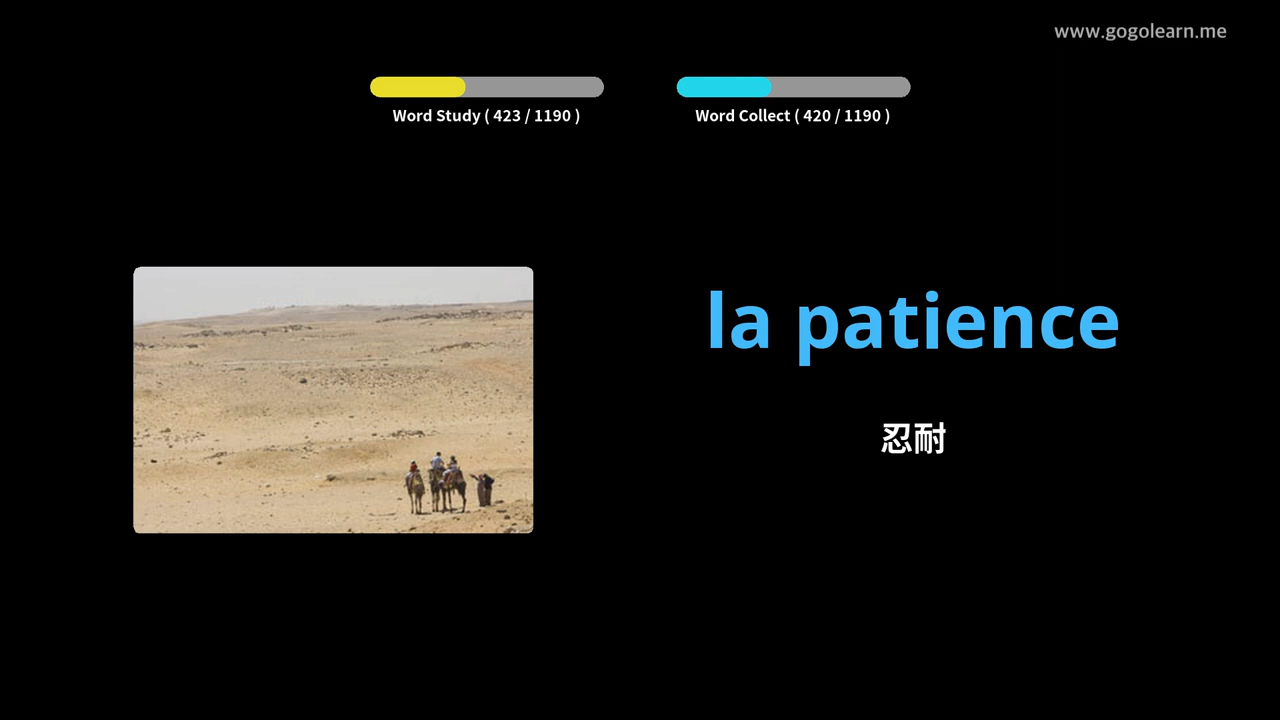 www.gogolearn.me
Word Study ( 423 / 1190 )
Word Collect ( 420 / 1190 )
la patience
忍耐